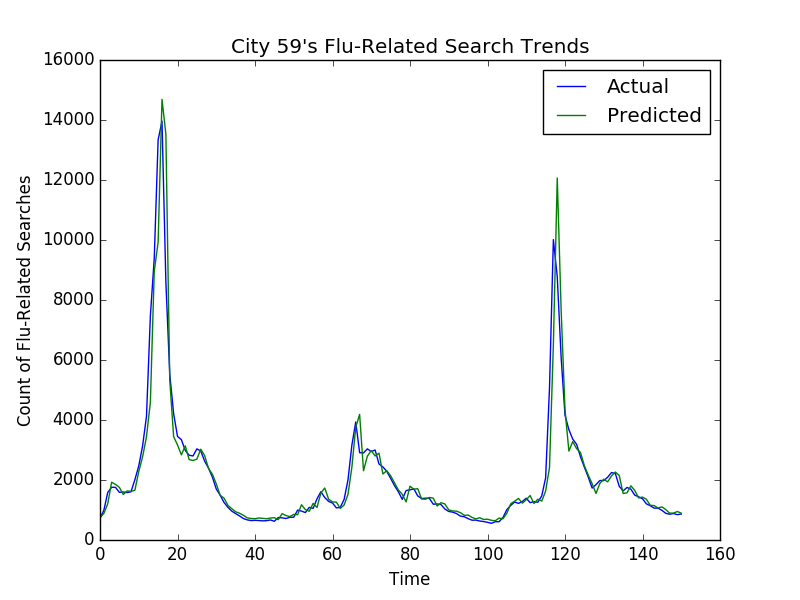 City 59's Flu-Related Search Trends
16000
14000
12000
10000
8000
6000
4000
2000
0
Count of Flu-Related Searches
Actual
Predicted
0 20 40 60 80 100 120 140 160
Time